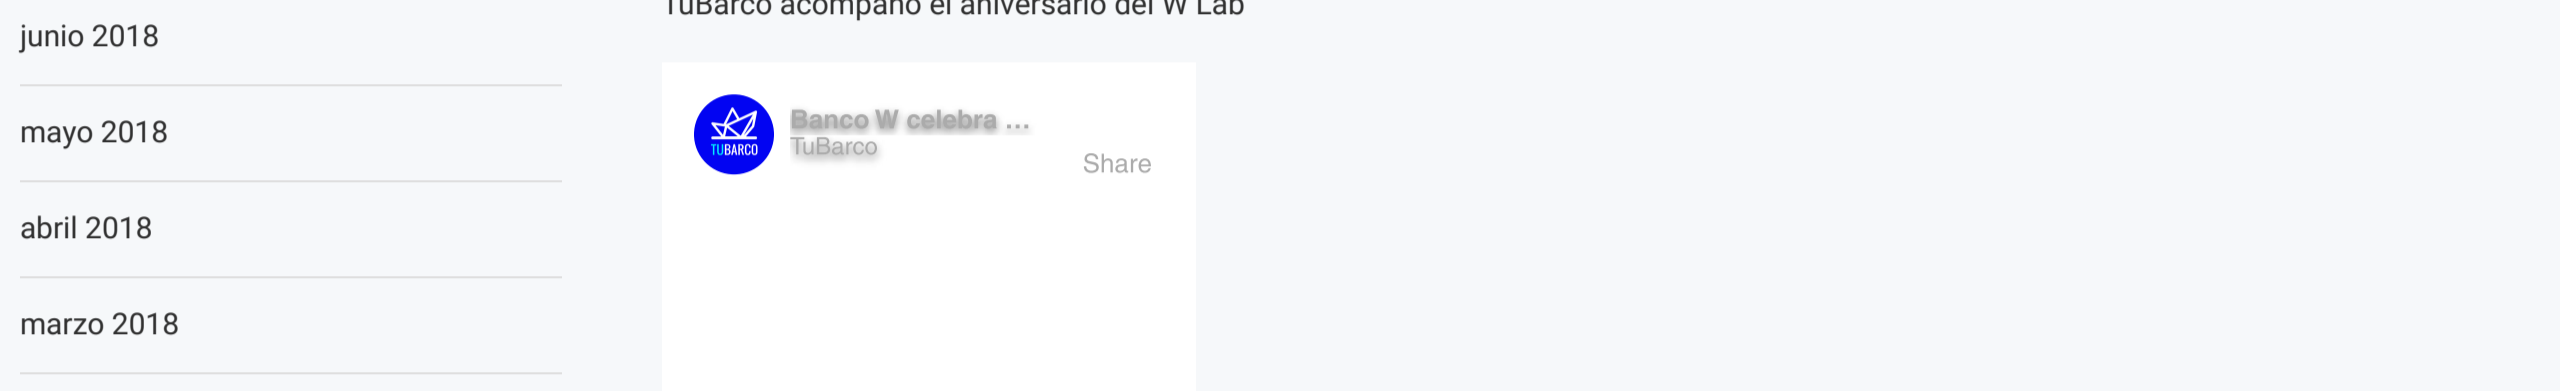 junio 2018
mayo 2018
abril 2018
marzo 2018
TuBarco acompañó el aniversario del W Lab
TUBARCO
Banco W celebra ...
TuBarco
Share